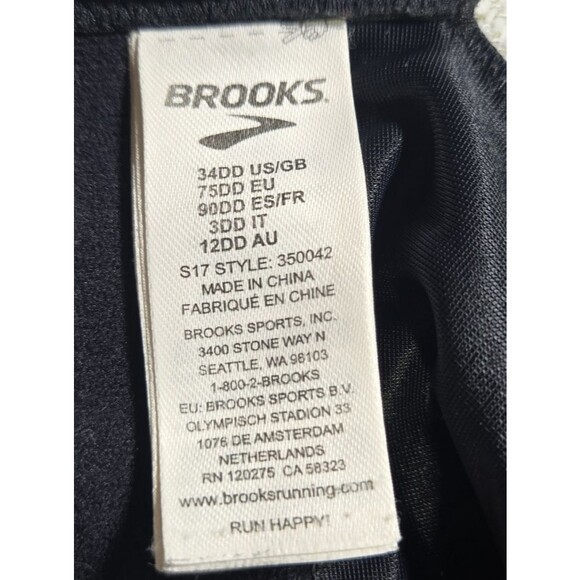 BROOKS
34DD US/GB
75DD EU
90DD ES/FR
3DD IT
12DD AU
S17 STYLE: 350042
MADE IN CHINA
FABRIQUÉ EN CHINE
BROOKS SPORTS, INC.
3400 STONE WAY N
SEATTLE, WA 98103
1-800-2-BROOKS
EU: BROOKS SPORTS B.V.
OLYMPISCH STADION 33
1076 DE AMSTERDAM
NETHERLANDS
RN 120275 CA 58323
www.brooksrunning.com
RUN HAPPY!